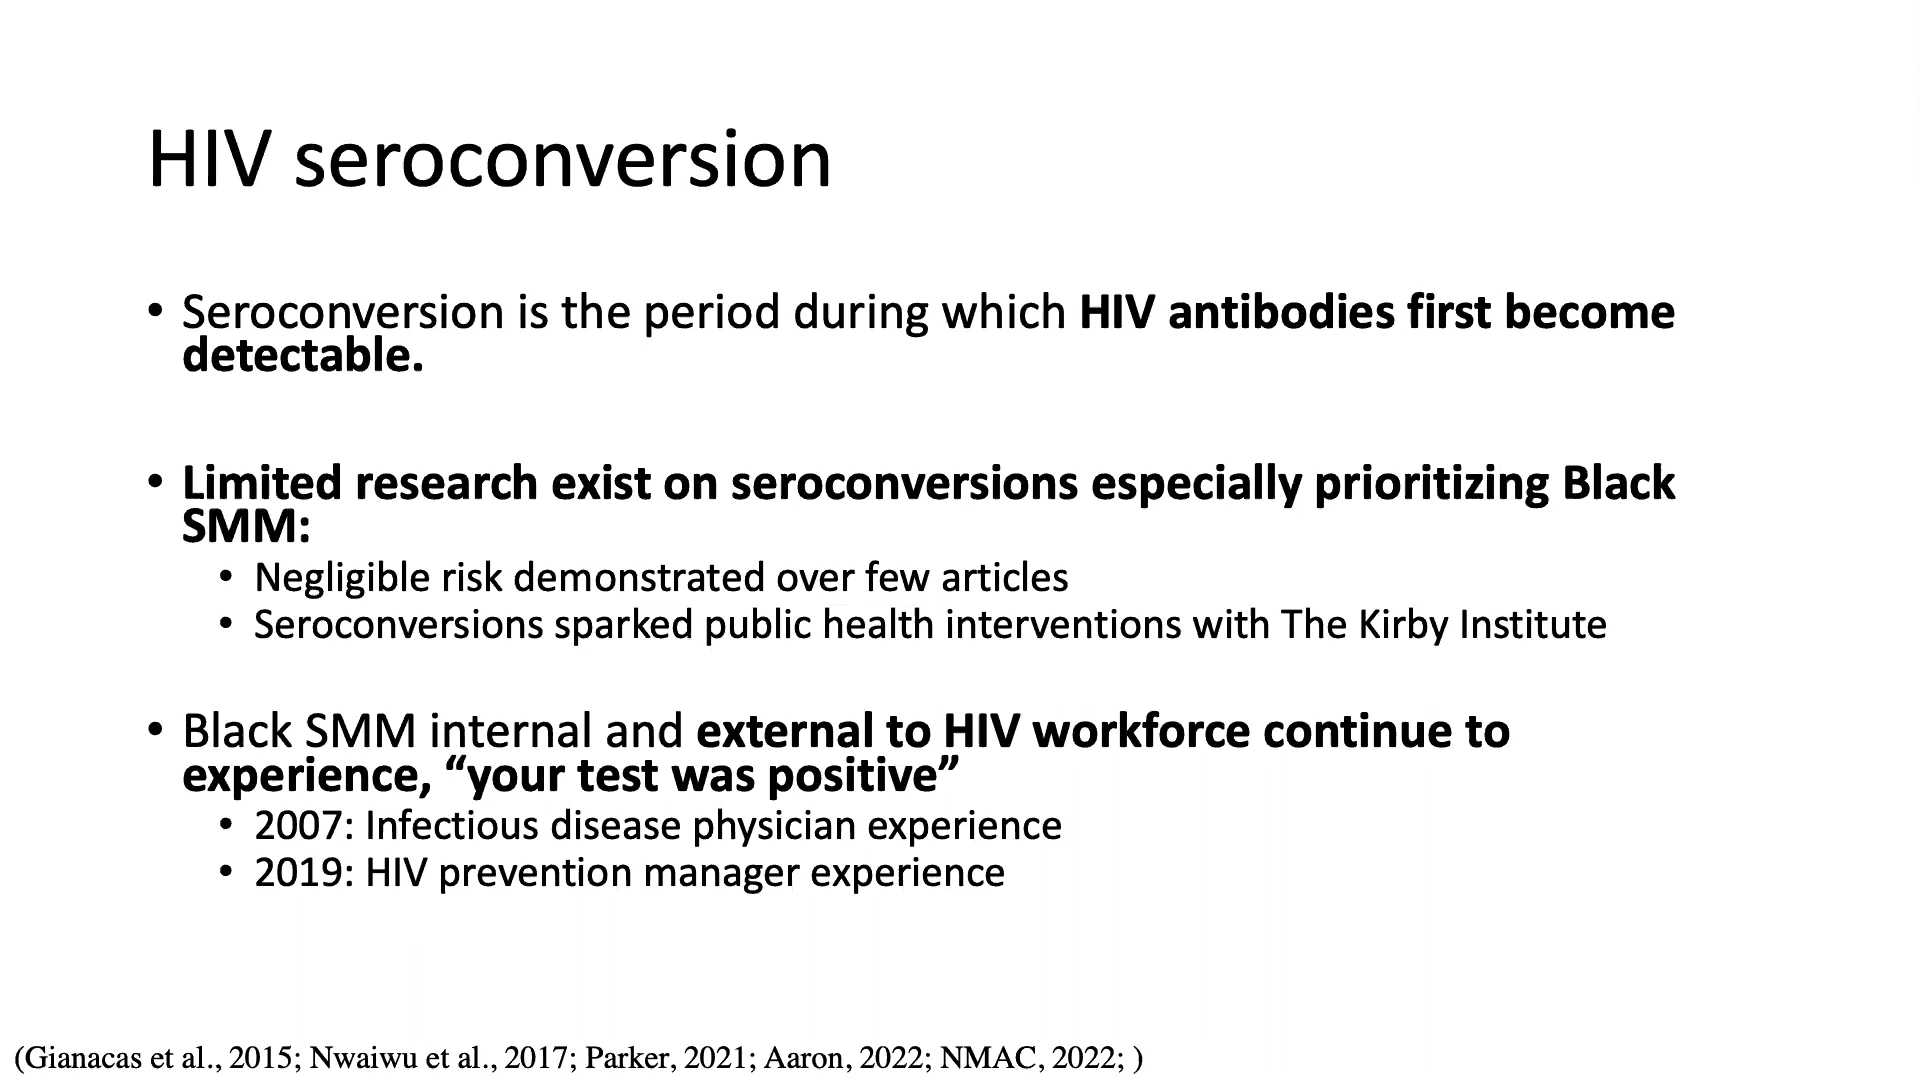 HIV seroconversion
• Seroconversion is the period during which HIV antibodies first become
detectable.
• Limited research exist on seroconversions especially prioritizing Black
SMM:
• Negligible risk demonstrated over few articles
• Seroconversions sparked public health interventions with The Kirby Institute
• Black SMM internal and external to HIV workforce continue to
experience, “your test was positive”
• 2007: Infectious disease physician experience
• 2019: HIV prevention manager experience
(Gianacas et al., 2015; Nwaiwu et al., 2017; Parker, 2021; Aaron, 2022; NMAC, 2022; )